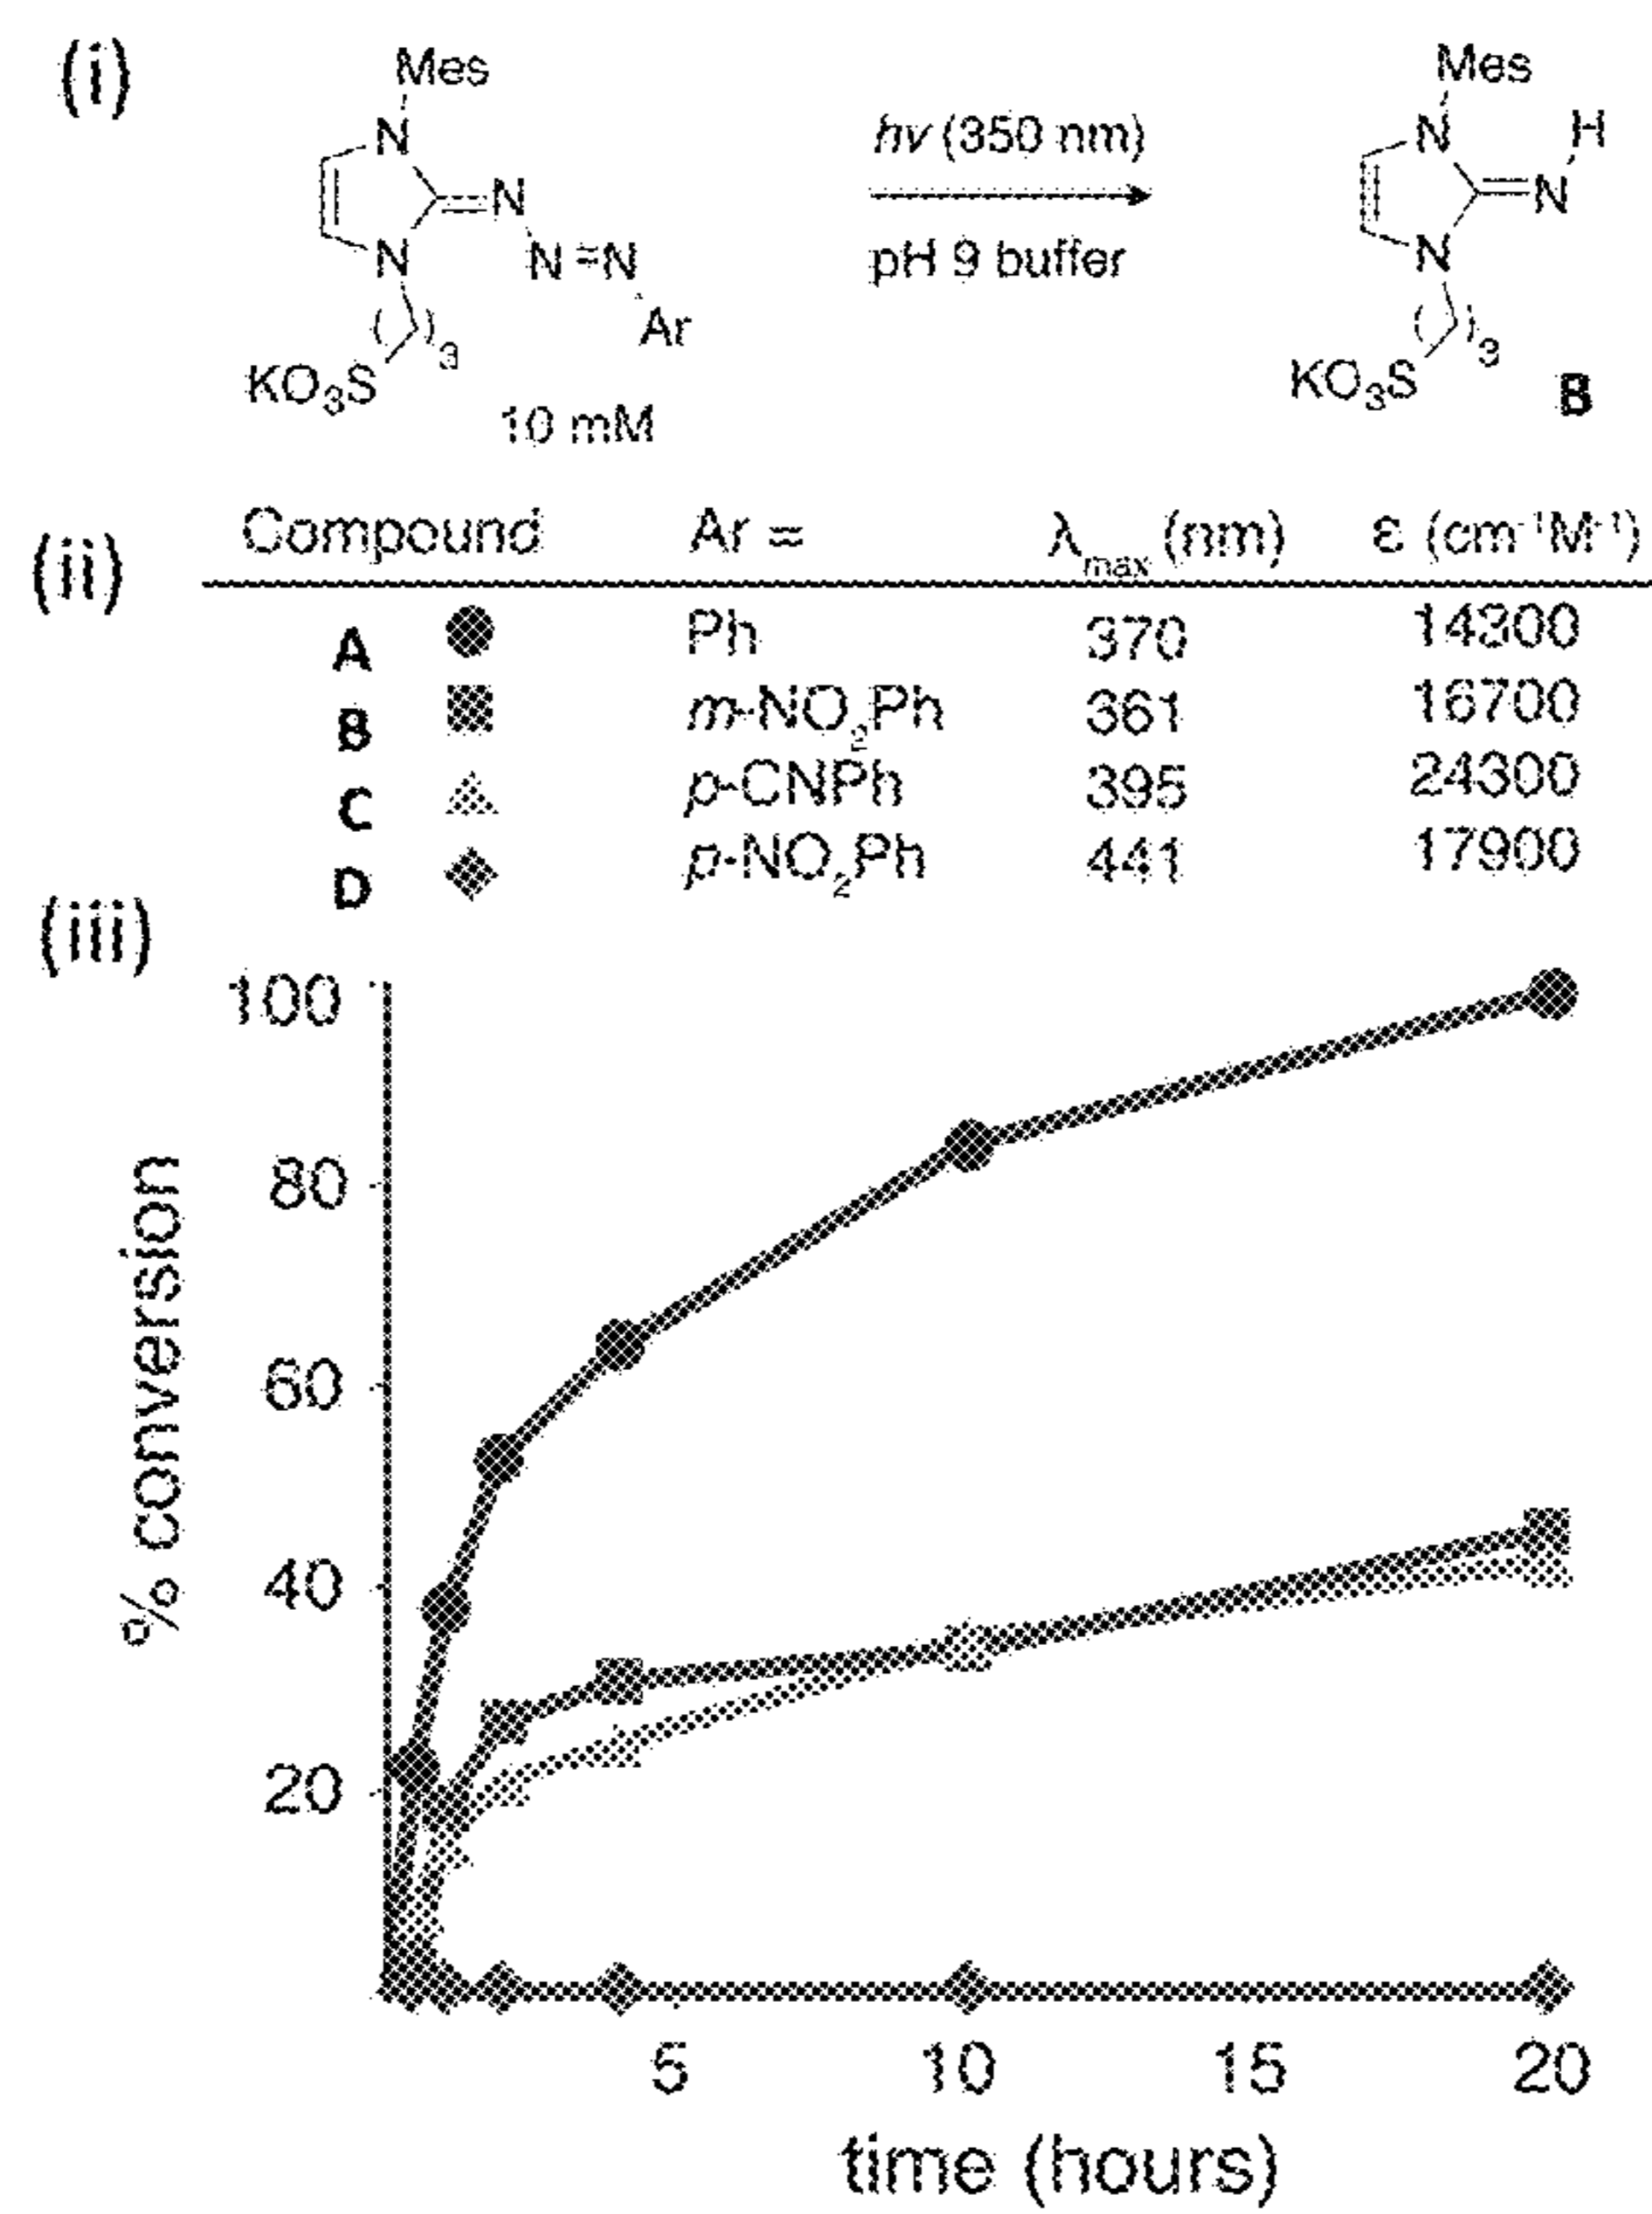 (i)
Mes
N
N
N
N=N
Ar
( )3
KO3S
10 mM
hν (350 nm)
pH 9 buffer
Mes
N
H
N
N
( )3
KO3S
B
(ii)
Compound Ar = λmax (nm) ε (cm-1M-1)
A Ph 370 14300
B m-NO2Ph 361 16700
C p-CNPh 395 24300
D p-NO2Ph 441 17900
(iii)
100
80
60
40
20
% conversion
5 10 15 20
time (hours)